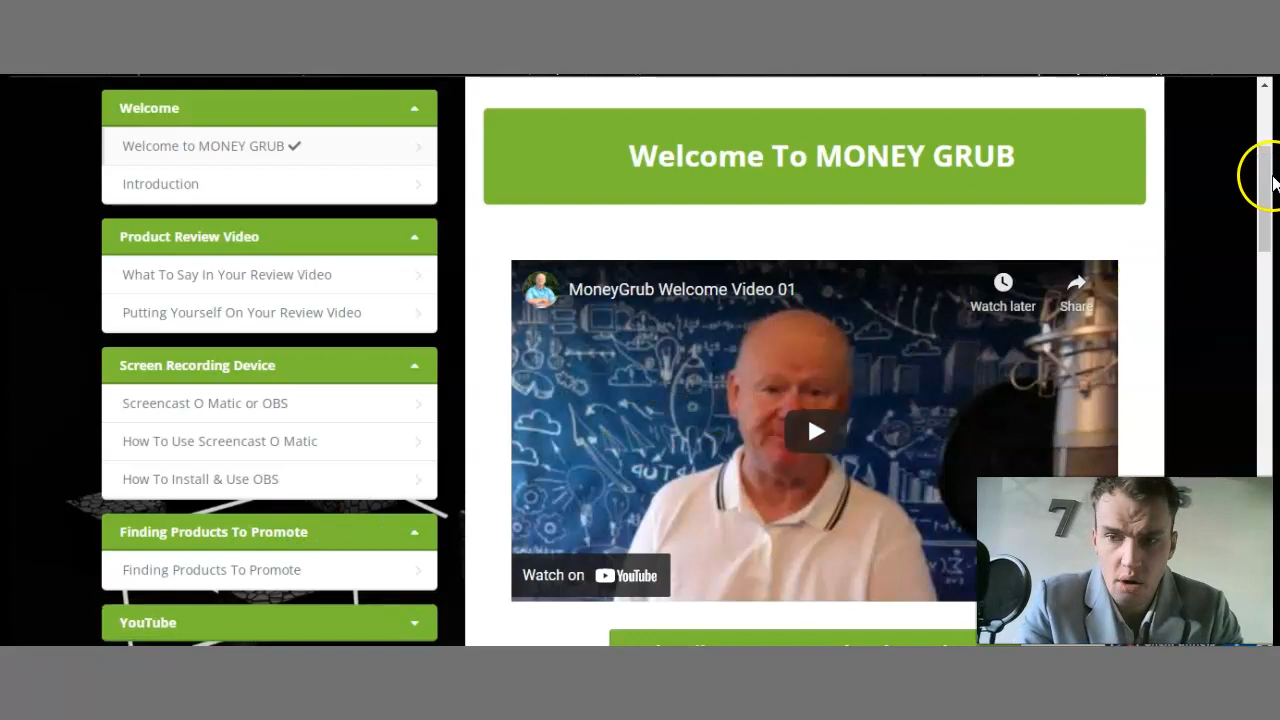 Welcome
Welcome to MONEY GRUB
Introduction
Product Review Video
What To Say In Your Review Video
Putting Yourself On Your Review Video
Screen Recording Device
Screencast O Matic or OBS
How To Use Screencast O Matic
How To Install & Use OBS
Finding Products To Promote
Finding Products To Promote
YouTube
Welcome To MONEY GRUB
MoneyGrub Welcome Video 01
Watch later
Share
Watch on YouTube
7